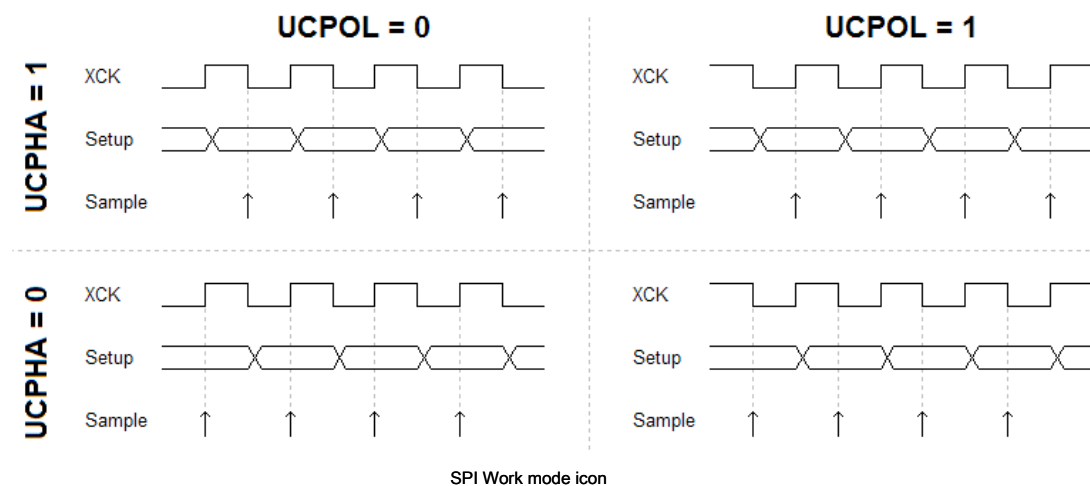 UCPOL = 0
UCPOL = 1
UCPHA = 1
XCK
Setup
Sample
XCK
Setup
Sample
UCPHA = 0
XCK
Setup
Sample
XCK
Setup
Sample
SPI Work mode icon